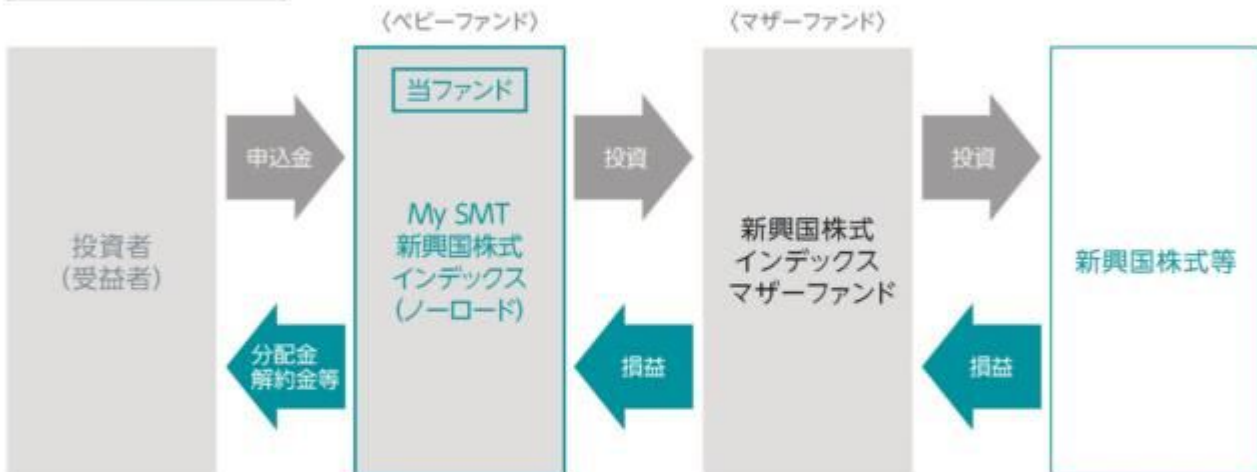 〈ベビーファンド〉
〈マザーファンド〉
投資者
(受益者)
申込金
分配金
解約金等
当ファンド
My SMT
新興国株式
インデックス
(ノーロード)
投資
損益
新興国株式
インデックス
マザーファンド
投資
損益
新興国株式等